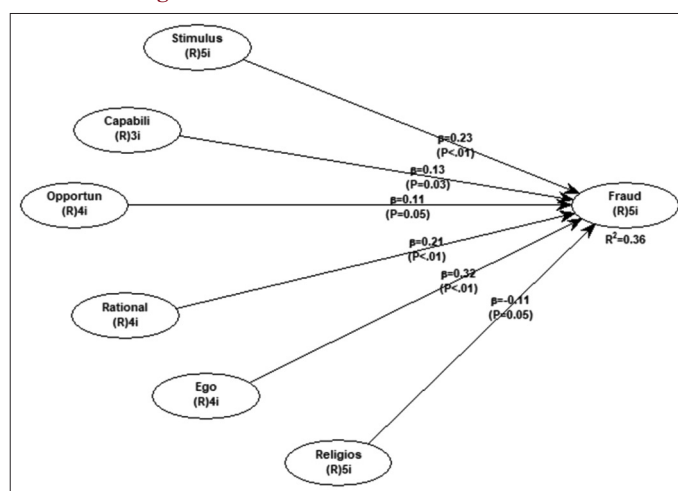 Stimulus
(R)5i
Capabili
(R)3i
β=0.23
(P<.01)
β=0.13
(P=0.03)
Opportun
(R)4i
β=0.11
(P=0.05)
Fraud
(R)5i
R²=0.36
β=0.21
(P<.01)
Rational
(R)4i
β=0.32
(P<.01)
β=-0.11
(P=0.05)
Ego
(R)4i
Religios
(R)5i